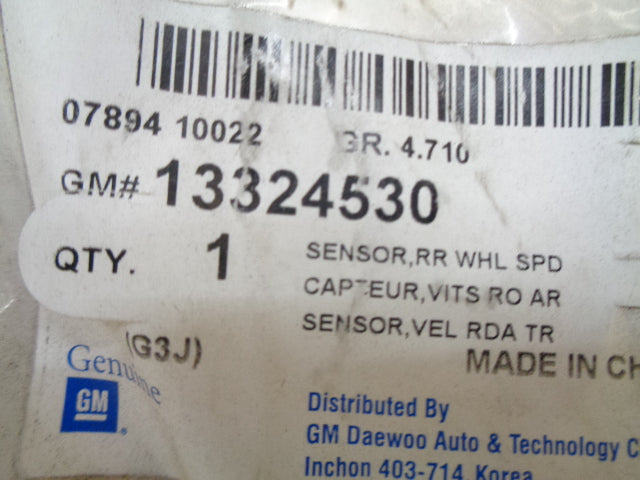 07894 10022 GR. 4.710
GM# 13324530
QTY. 1 SENSOR,RR WHL SPD
CAPTEUR,VITS RO AR
SENSOR,VEL RDA TR
(G3J) MADE IN CH
Genuine
GM
Distributed By
GM Daewoo Auto & Technology C
Inchon 403-714, Korea